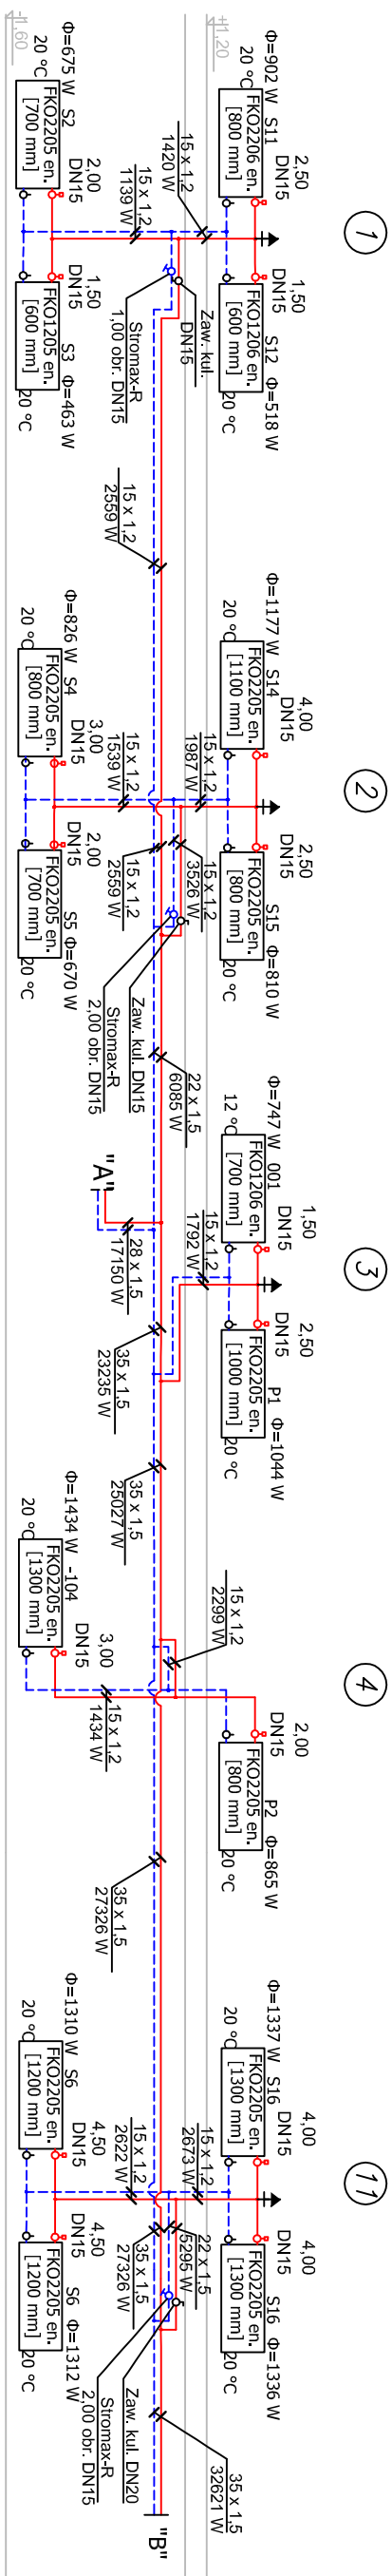 1
2
3
4
11
+1,20
-1,60
Φ=902 W S11
20 °C
FKO2206 en.
[800 mm]
2,50
DN15
1,50
DN15
FKO1206 en.
[600 mm]
S12 Φ=518 W
20 °C
15 x 1,2
1420 W
15 x 1,2
1139 W
Zaw. kul.
DN15
Stromax-R
1,00 obr. DN15
Φ=675 W S2
20 °C
FKO2205 en.
[700 mm]
2,00
DN15
1,50
DN15
FKO1205 en.
[600 mm]
S3 Φ=463 W
20 °C
15 x 1,2
2559 W
Φ=1177 W S14
20 °C
FKO2205 en.
[1100 mm]
4,00
DN15
2,50
DN15
FKO2205 en.
[800 mm]
S15 Φ=810 W
20 °C
15 x 1,2
1987 W
15 x 1,2
3526 W
15 x 1,2
1539 W
15 x 1,2
2559 W
Zaw. kul. DN15
Stromax-R
2,00 obr. DN15
Φ=826 W S4
20 °C
FKO2205 en.
[800 mm]
3,00
DN15
2,00
DN15
FKO2205 en.
[700 mm]
S5 Φ=670 W
20 °C
22 x 1,5
6085 W
Φ=747 W 001
12 °C
FKO1206 en.
[700 mm]
1,50
DN15
2,50
DN15
FKO2205 en.
[1000 mm]
P1 Φ=1044 W
20 °C
15 x 1,2
1792 W
"A"
28 x 1,5
17150 W
35 x 1,5
23235 W
35 x 1,5
25027 W
15 x 1,2
2299 W
2,00
DN15
FKO2205 en.
[800 mm]
P2 Φ=865 W
20 °C
Φ=1434 W -104
20 °C
FKO2205 en.
[1300 mm]
3,00
DN15
15 x 1,2
1434 W
35 x 1,5
27326 W
Φ=1337 W S16
20 °C
FKO2205 en.
[1300 mm]
4,00
DN15
4,00
DN15
FKO2205 en.
[1300 mm]
S16 Φ=1336 W
20 °C
15 x 1,2
2673 W
22 x 1,5
5295 W
15 x 1,2
2622 W
35 x 1,5
27326 W
Zaw. kul. DN20
Stromax-R
2,00 obr. DN15
Φ=1310 W S6
20 °C
FKO2205 en.
[1200 mm]
4,50
DN15
4,50
DN15
FKO2205 en.
[1200 mm]
S6 Φ=1312 W
20 °C
35 x 1,5
32621 W
"B"